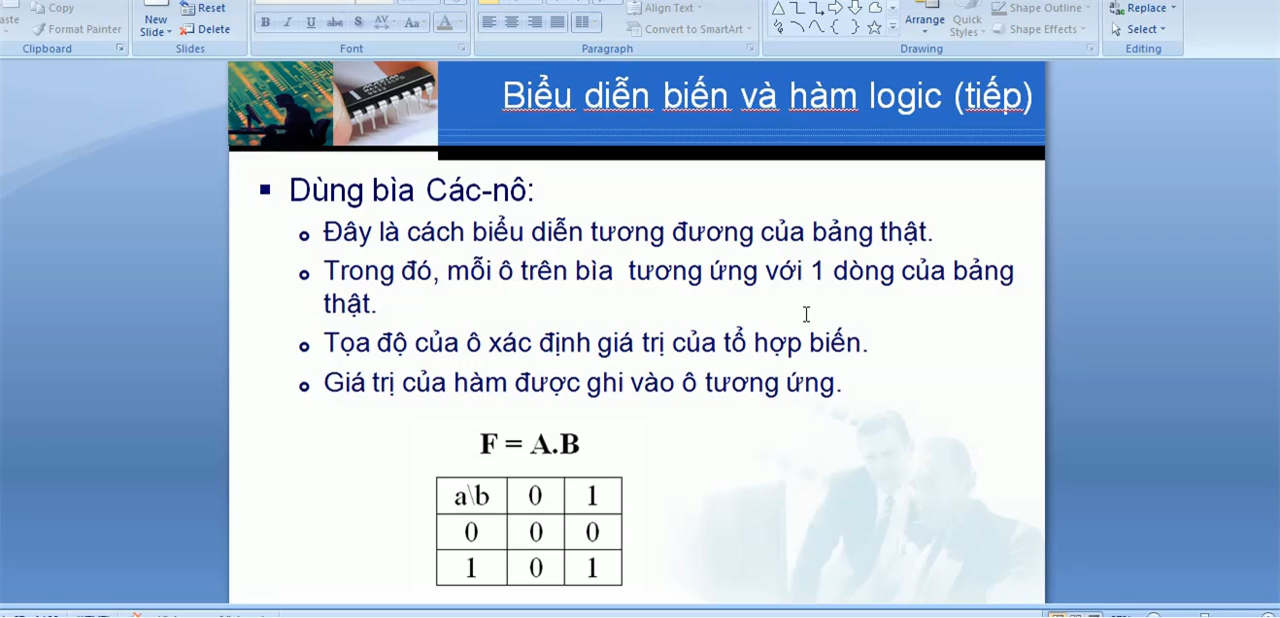 Copy
Format Painter
Clipboard
New
Slide
Reset
Delete
Slides
B I U abc S AV Aa A
Font
Align Text
Convert to SmartArt
Paragraph
Arrange
Quick
Styles
Shape Outline
Shape Effects
Drawing
Replace
Select
Editing
Biểu diễn biến và hàm logic (tiếp)
Dùng bìa Các-nô:
Đây là cách biểu diễn tương đương của bảng thật.
Trong đó, mỗi ô trên bìa tương ứng với 1 dòng của bảng
thật.
Tọa độ của ô xác định giá trị của tổ hợp biến.
Giá trị của hàm được ghi vào ô tương ứng.
F = A.B
a\b 0 1
0 0 0
1 0 1